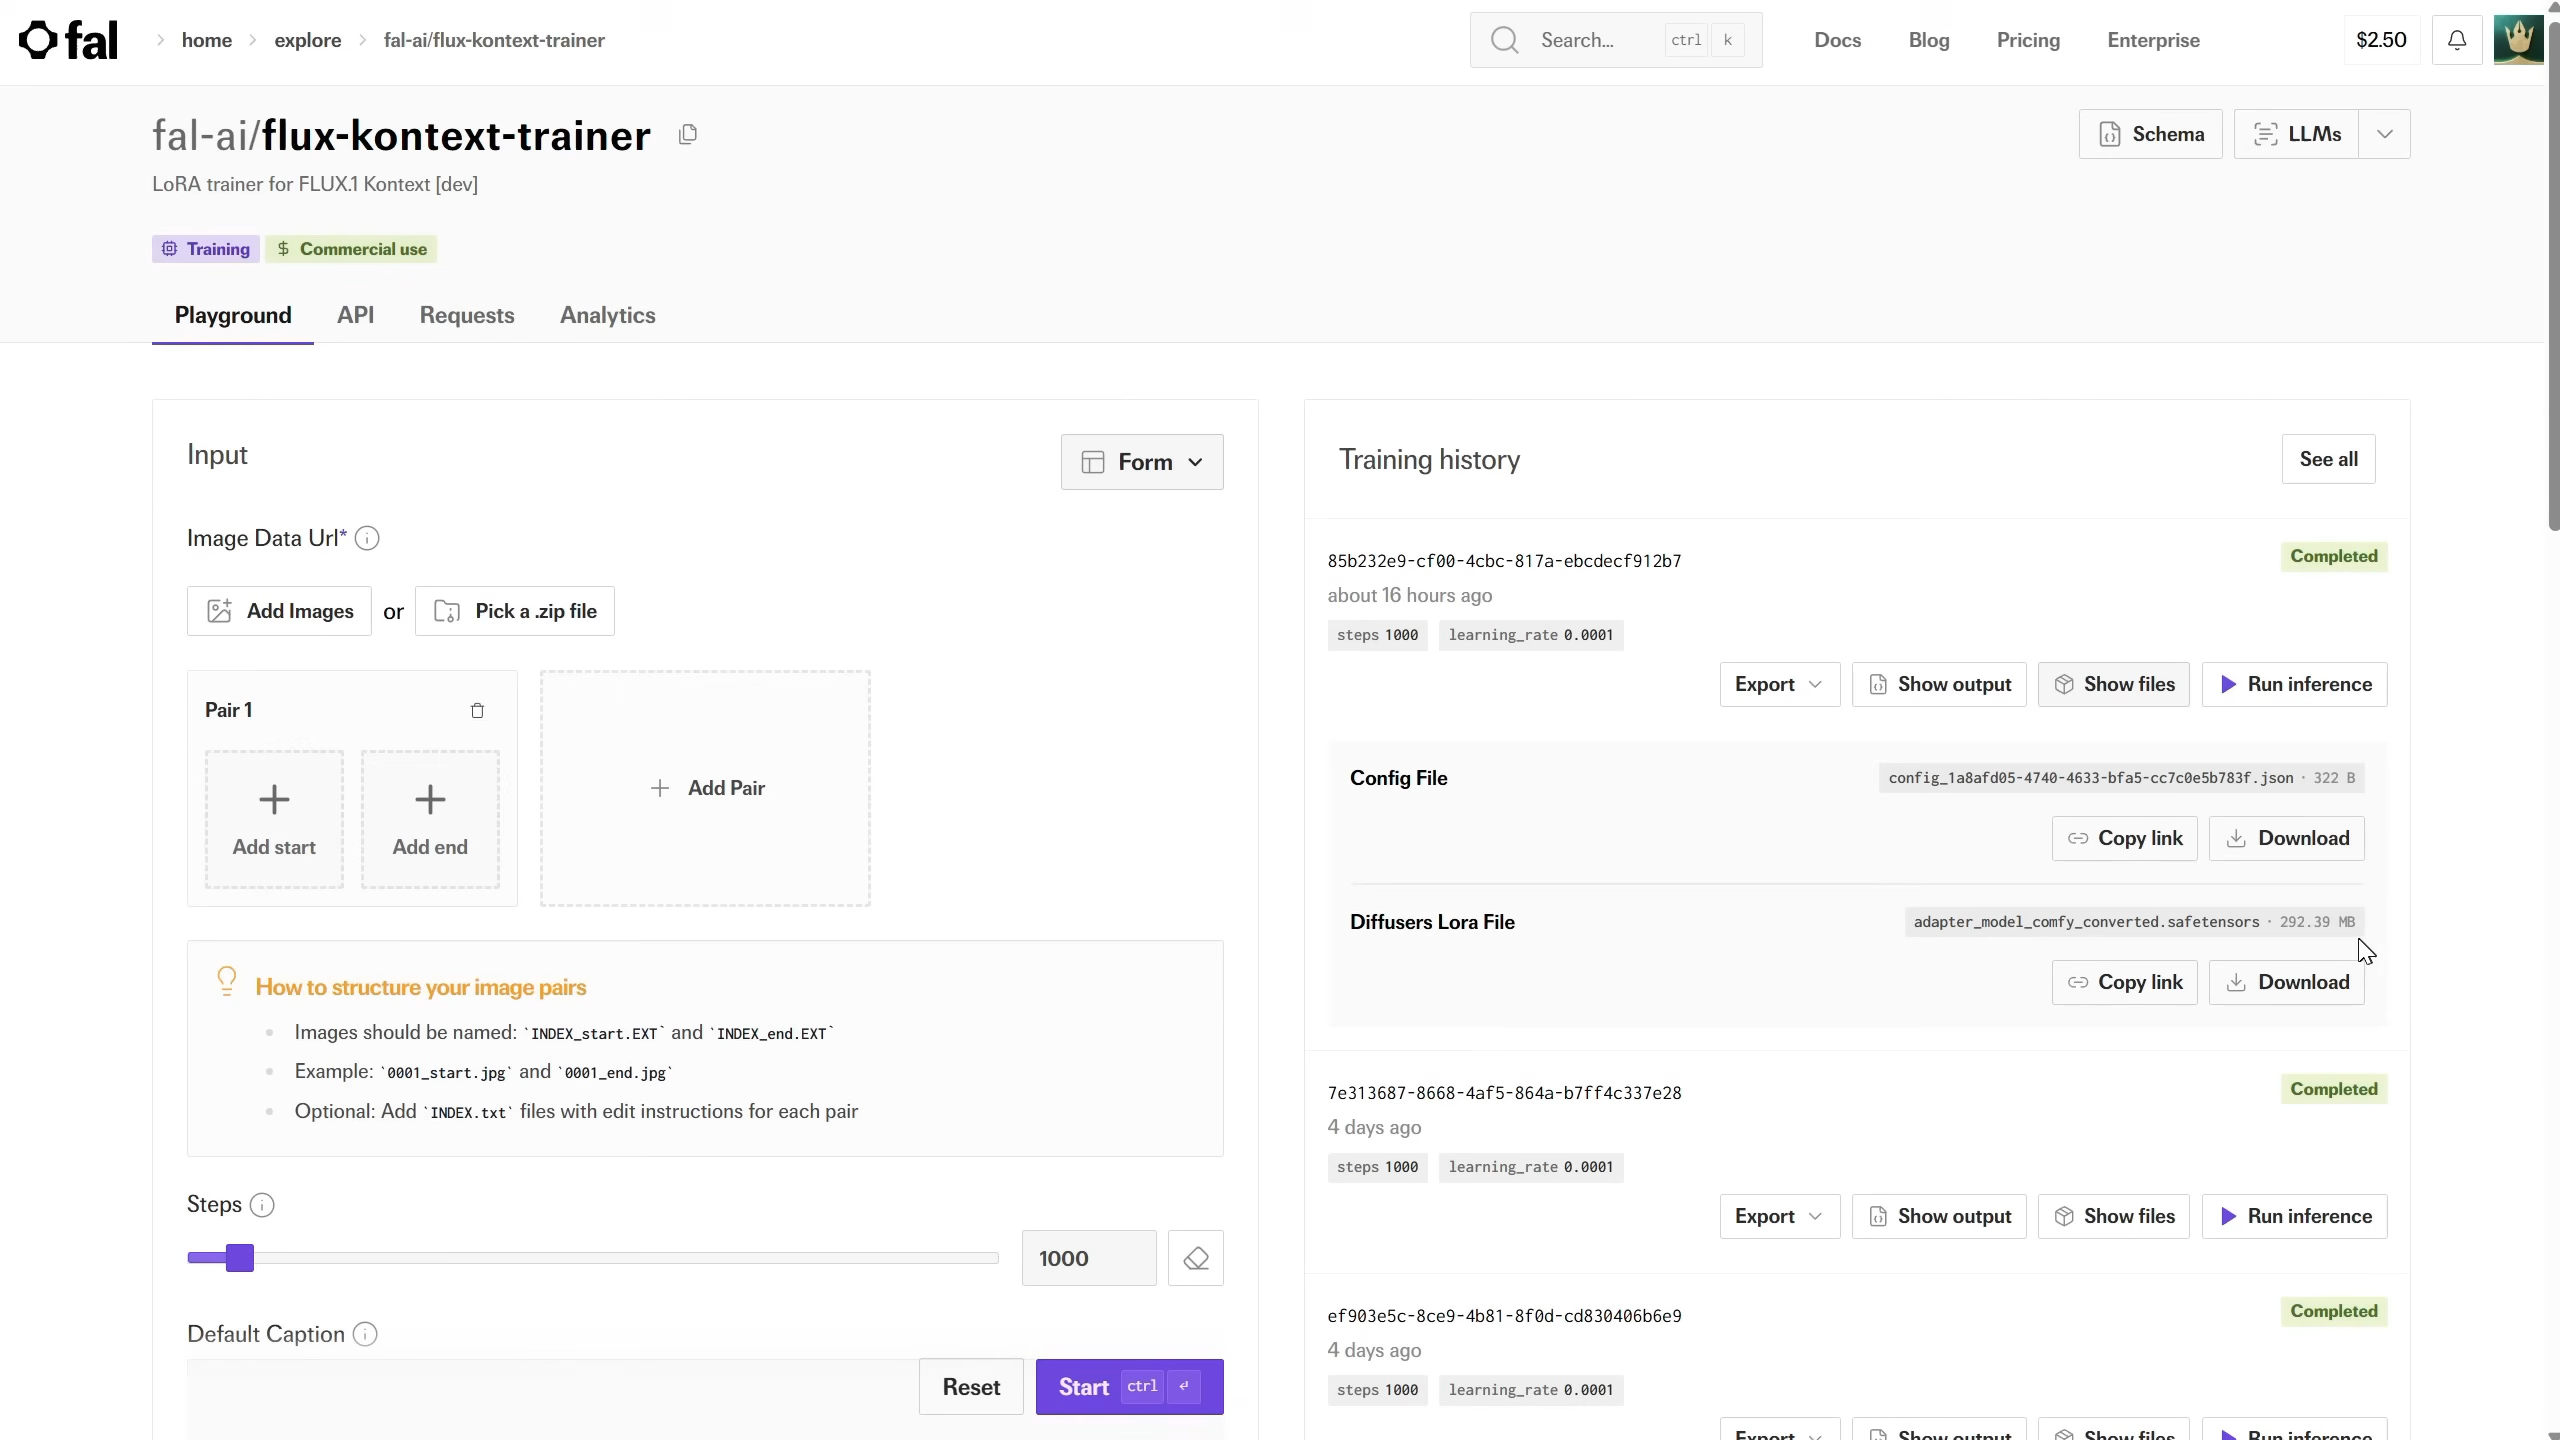 fal
home
explore
fal-ai/flux-kontext-trainer
Search...
ctrl
k
Docs
Blog
Pricing
Enterprise
$2.50
fal-ai/flux-kontext-trainer
LoRA trainer for FLUX.1 Kontext [dev]
Schema
LLMs
Training
Commercial use
Playground
API
Requests
Analytics
Input
Form
Image Data Url*
Add Images
or
Pick a .zip file
Pair 1
Add start
Add end
Add Pair
How to structure your image pairs
Images should be named: `INDEX_start.EXT` and `INDEX_end.EXT`
Example: `0001_start.jpg` and `0001_end.jpg`
Optional: Add `INDEX.txt` files with edit instructions for each pair
Steps
1000
Default Caption
Reset
Start
ctrl
↵
Training history
See all
85b232e9-cf00-4cbc-817a-ebcdecf912b7
Completed
about 16 hours ago
steps 1000
learning_rate 0.0001
Export
Show output
Show files
Run inference
Config File
config_1a8afd05-4740-4633-bfa5-cc7c0e5b783f.json · 322 B
Copy link
Download
Diffusers Lora File
adapter_model_comfy_converted.safetensors · 292.39 MB
Copy link
Download
7e313687-8668-4af5-864a-b7ff4c337e28
Completed
4 days ago
steps 1000
learning_rate 0.0001
Export
Show output
Show files
Run inference
ef903e5c-8ce9-4b81-8f0d-cd830406b6e9
Completed
4 days ago
steps 1000
learning_rate 0.0001
Export
Show output
Show files
Run inference